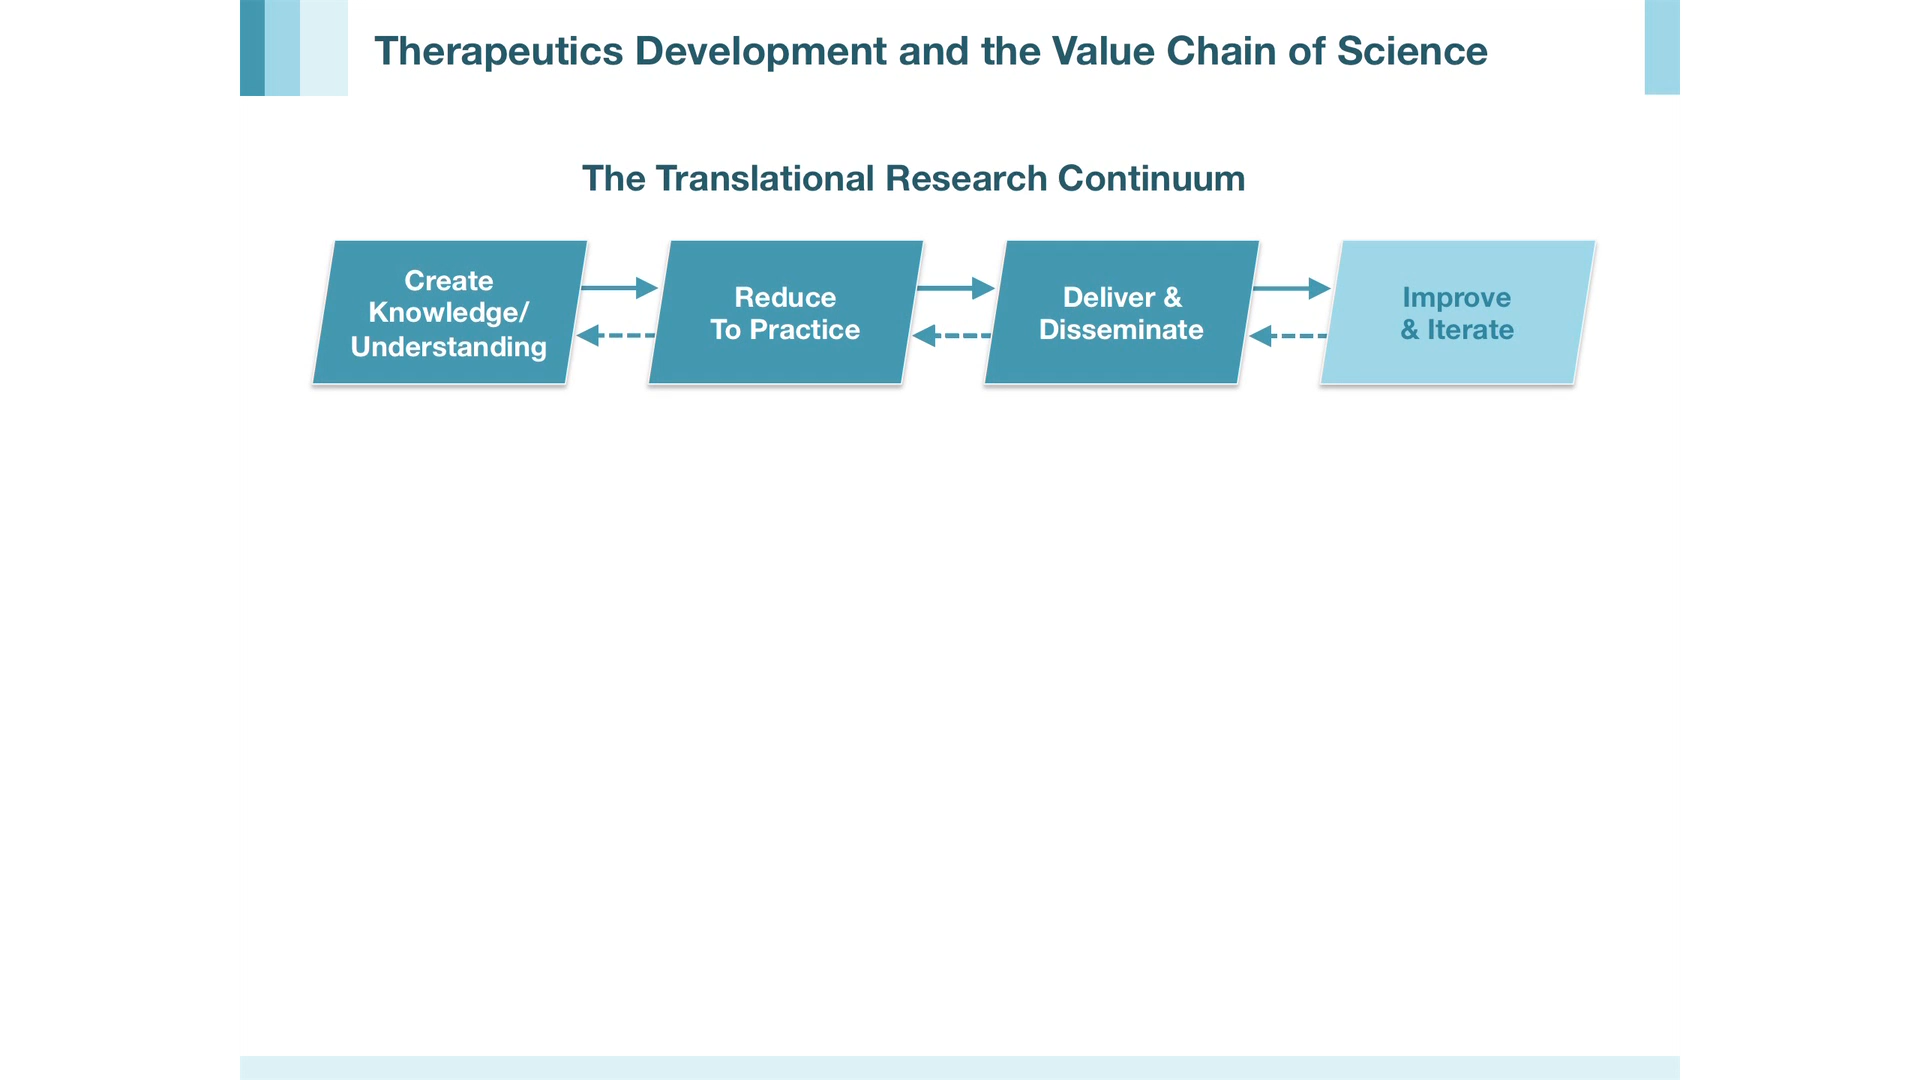 Therapeutics Development and the Value Chain of Science
The Translational Research Continuum
Create
Knowledge/
Understanding
Reduce
To Practice
Deliver &
Disseminate
Improve
& Iterate